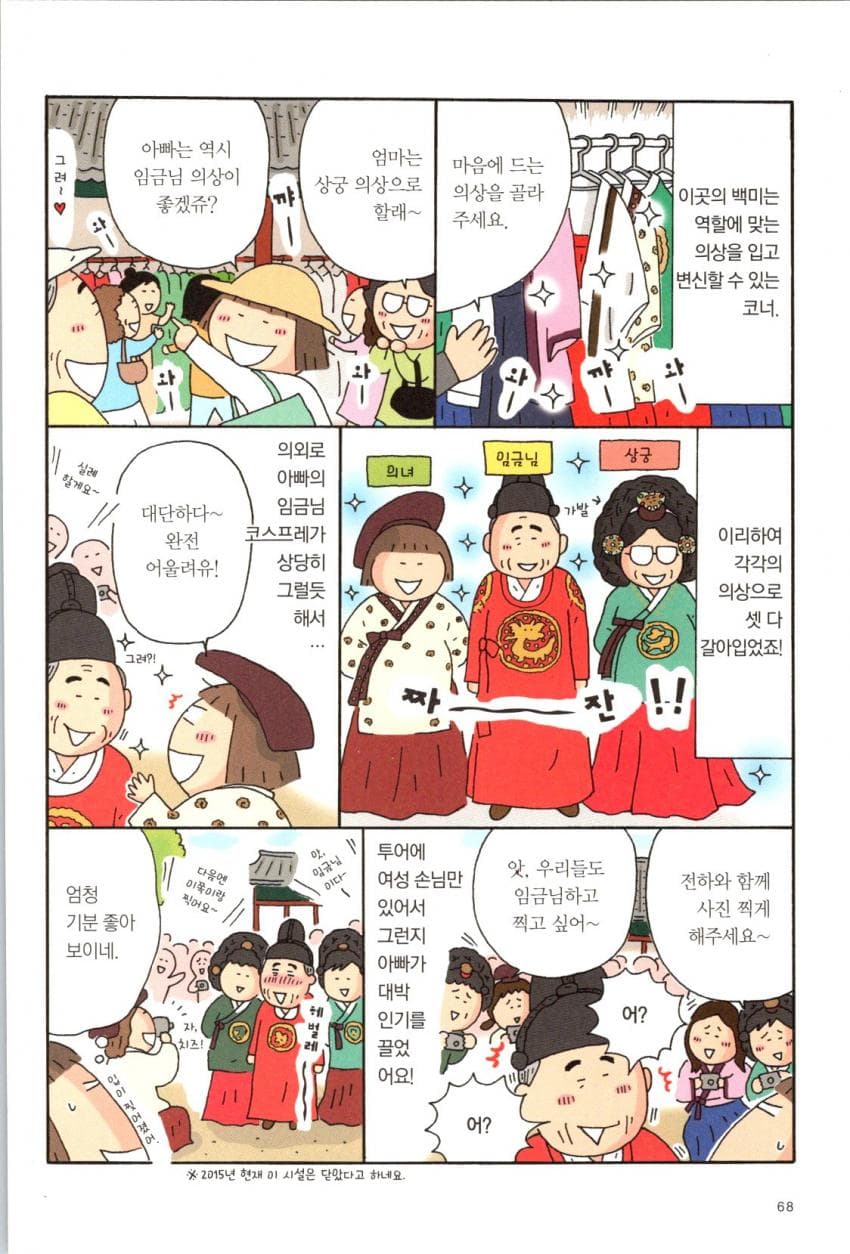 이곳의 백미는
역할에 맞는
의상을 입고
변신할 수 있는
코너.
마음에 드는
의상을 골라
주세요.
와ー
꺄ー
와ー
엄마는
상궁 의상으로
할래~
아빠는 역시
임금님 의상이
좋겠쥬?
그려~♥
꺄ー
와ー
와ー
와ー
이리하여
각각의
의상으로
셋 다
갈아입었죠!
상궁
임금님
의녀
가발
짜ー잔!!
의외로
아빠의
임금님
코스프레가
상당히
그럴듯
해서
…
대단하다~
완전
어울려유!
실례
할게요~
그려?!
전하와 함께
사진 찍게
해주세요~
앗, 우리들도
임금님하고
찍고 싶어~
어?
어?
투어에
여성 손님만
있어서
그런지
아빠가
대박
인기를
끌었
어요!
앗,
임금님
이다~
다음엔
이쪽이랑
찍어요~
헤벌레
자,
치즈!
엄청
기분 좋아
보이네.
입이 찢어졌어.
※ 2015년 현재 이 시설은 닫았다고 하네요.
68